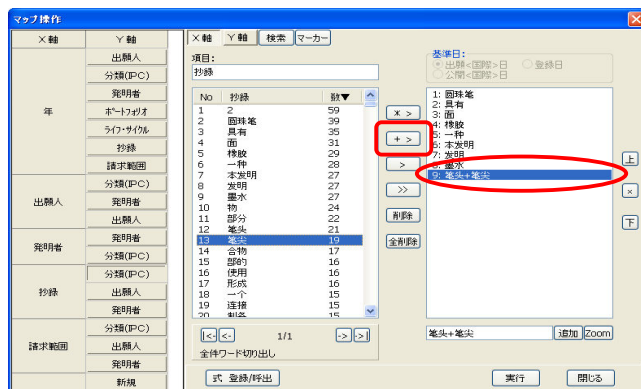 マップ操作
X軸 Y軸
年
出願人
分類(IPC)
発明者
ポートフォリオ
ライフ・サイクル
抄録
請求範囲
出願人
分類(IPC)
発明者
出願人
発明者
発明者
分類(IPC)
抄録
分類(IPC)
出願人
発明者
請求範囲
分類(IPC)
出願人
発明者
新規
X軸 Y軸 検索 マーカー
項目:
抄録
No 抄録 数▼
1 2 59
2 圆珠笔 39
3 具有 35
4 面 31
5 橡胶 29
6 一种 28
7 本发明 27
8 发明 27
9 墨水 27
10 物 24
11 部分 22
12 笔头 21
13 笔尖 19
14 合物 17
15 部的 16
16 使用 16
17 形成 16
18 一个 15
19 连接 15
20 制备 15
|<- <- 1/1 -> ->|
全件ワード切り出し
* >
+ >
>
>>
削除
全削除
基準日:
出願<国際>日 登録日
公開<国際>日
1: 圆珠笔
2: 具有
3: 面
4: 橡胶
5: 一种
6: 本发明
7: 发明
8: 墨水
9: 笔头+笔尖
上
×
下
笔头+笔尖 追加 Zoom
式 登録/呼出 実行 閉じる